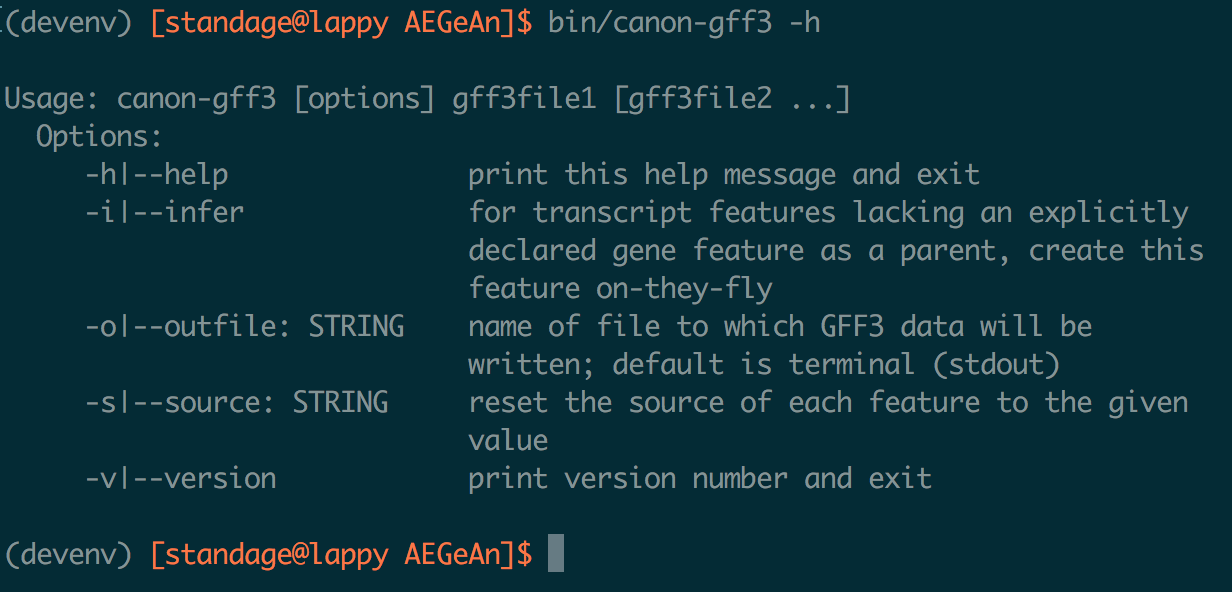 (devenv) [standage@lappy AEGeAn]$ bin/canon-gff3 -h
Usage: canon-gff3 [options] gff3file1 [gff3file2 ...]
Options:
-h|--help print this help message and exit
-i|--infer for transcript features lacking an explicitly
declared gene feature as a parent, create this
feature on-they-fly
-o|--outfile: STRING name of file to which GFF3 data will be
written; default is terminal (stdout)
-s|--source: STRING reset the source of each feature to the given
value
-v|--version print version number and exit
(devenv) [standage@lappy AEGeAn]$